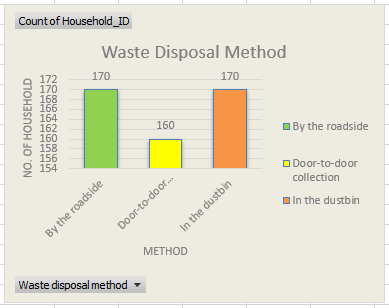 Count of Household_ID
Waste Disposal Method
NO. OF HOUSEHOLD
172
170
168
166
164
162
160
158
156
154
170
160
170
By the roadside
Door-to-door...
In the dustbin
METHOD
By the roadside
Door-to-door
collection
In the dustbin
Waste disposal method